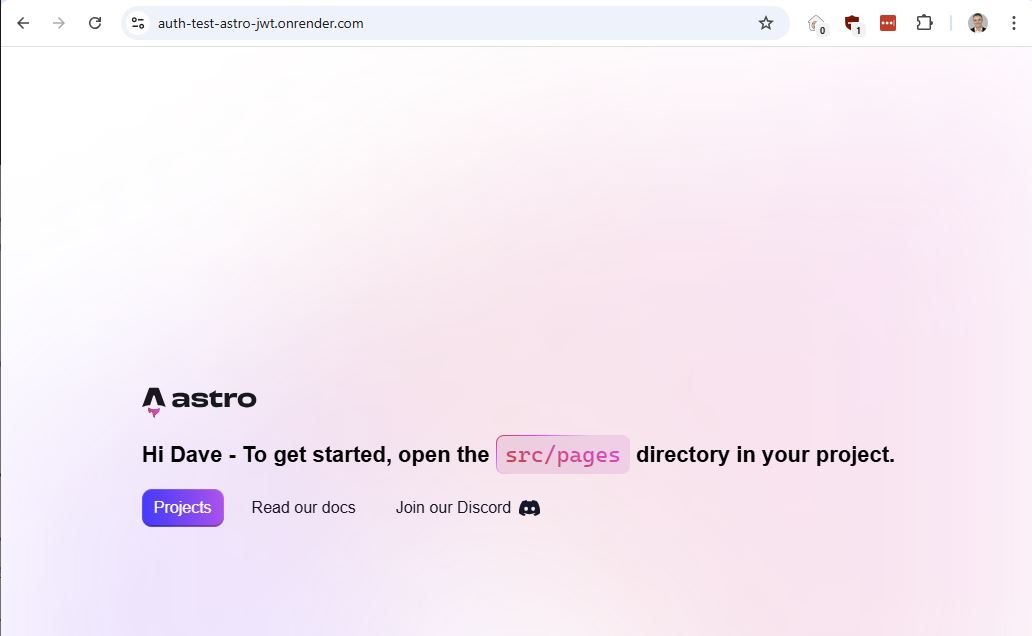 auth-test-astro-jwt.onrender.com
0
1
astro
Hi Dave - To get started, open the src/pages directory in your project.
Projects Read our docs Join our Discord